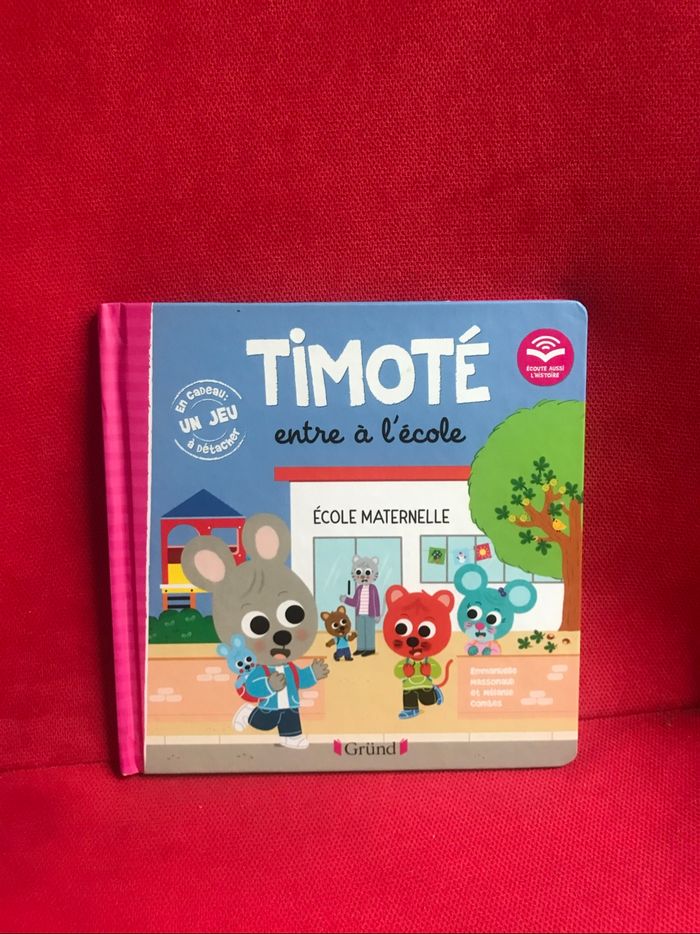 TIMOTÉ
entre à l'école
En cadeau:
UN JEU
à détacher
ÉCOUTE AUSSI
L'HISTOIRE
ÉCOLE MATERNELLE
Emmanuelle
Massonaud
et Mélanie
Combes
Gründ